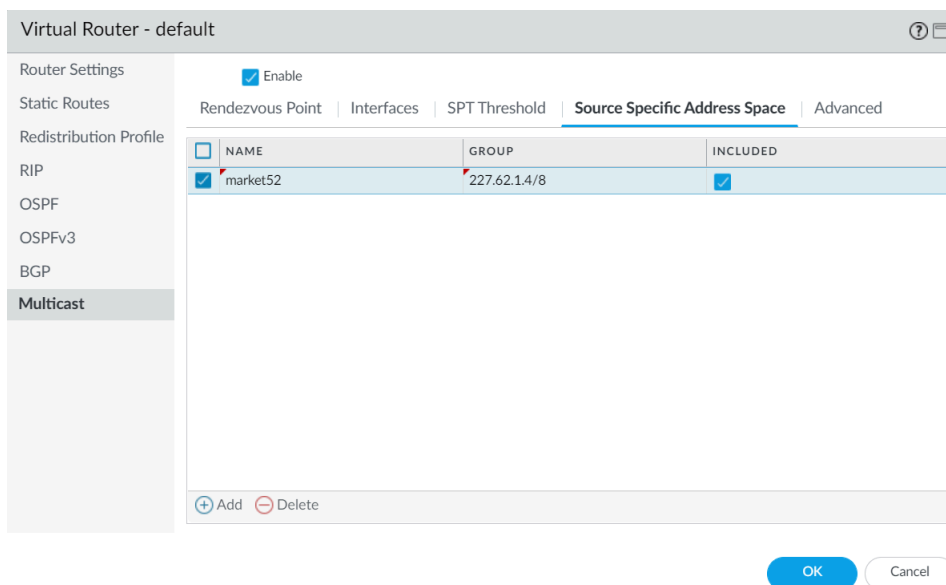 Virtual Router - default
Router Settings
Static Routes
Redistribution Profile
RIP
OSPF
OSPFv3
BGP
Multicast
Enable
Rendezvous Point | Interfaces | SPT Threshold | Source Specific Address Space | Advanced
NAME GROUP INCLUDED
market52 227.62.1.4/8
Add Delete
OK Cancel